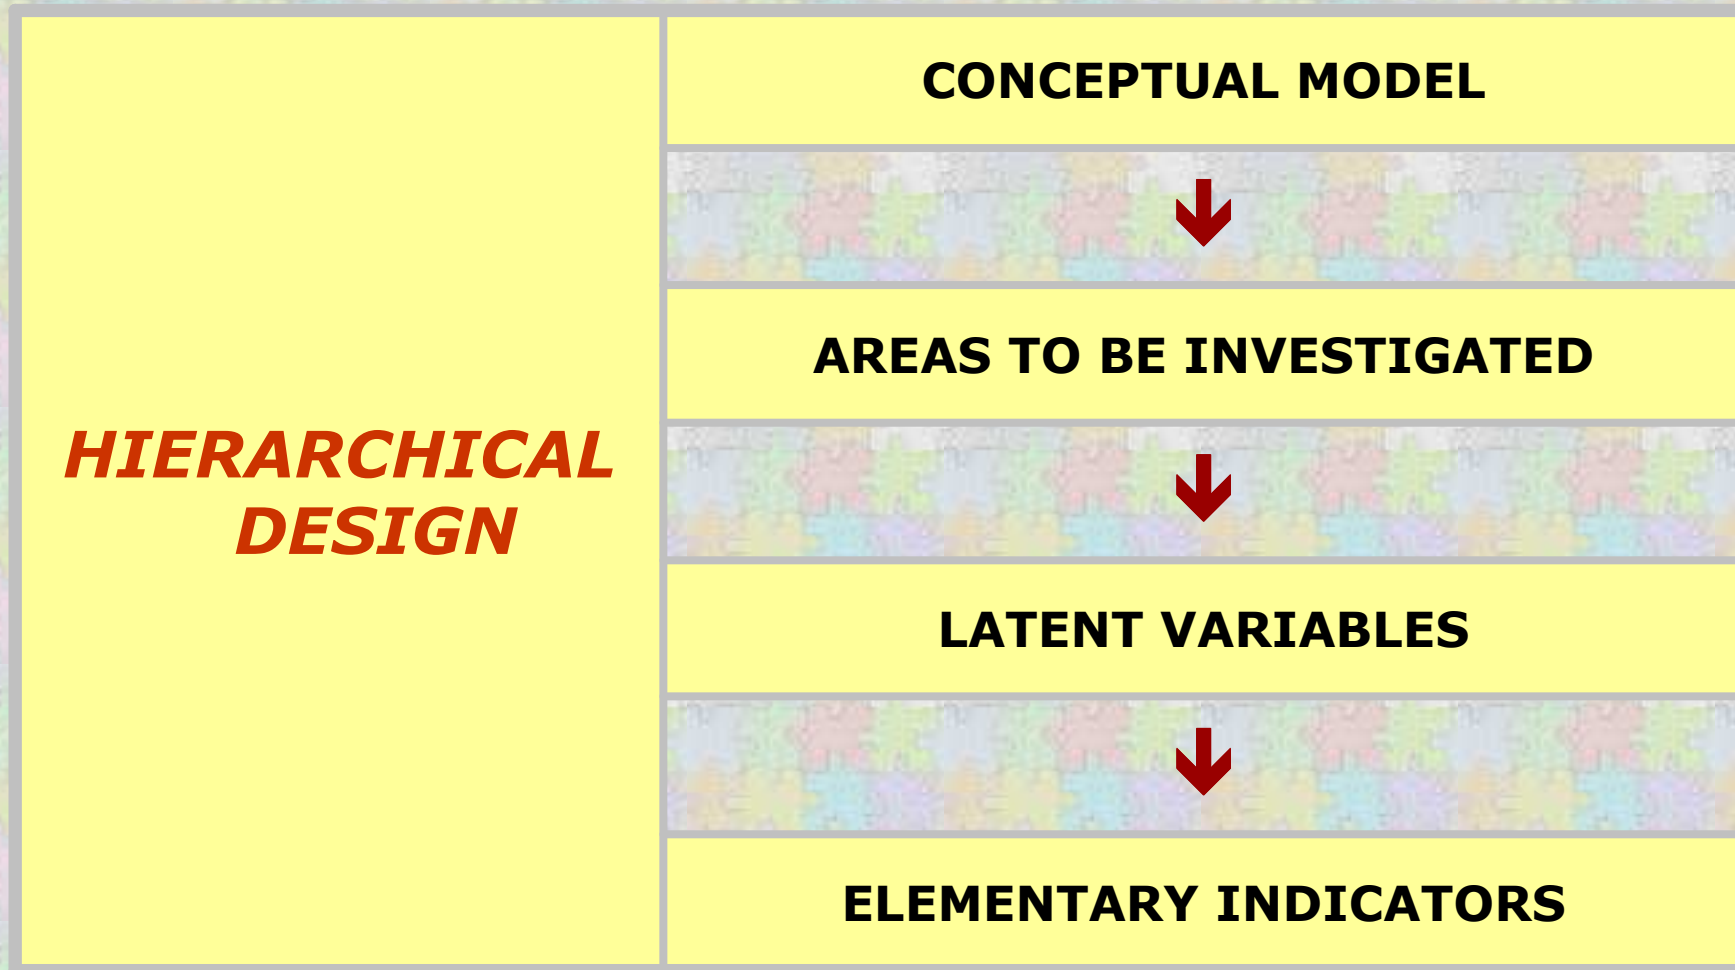 HIERARCHICAL
DESIGN
CONCEPTUAL MODEL
AREAS TO BE INVESTIGATED
LATENT VARIABLES
ELEMENTARY INDICATORS